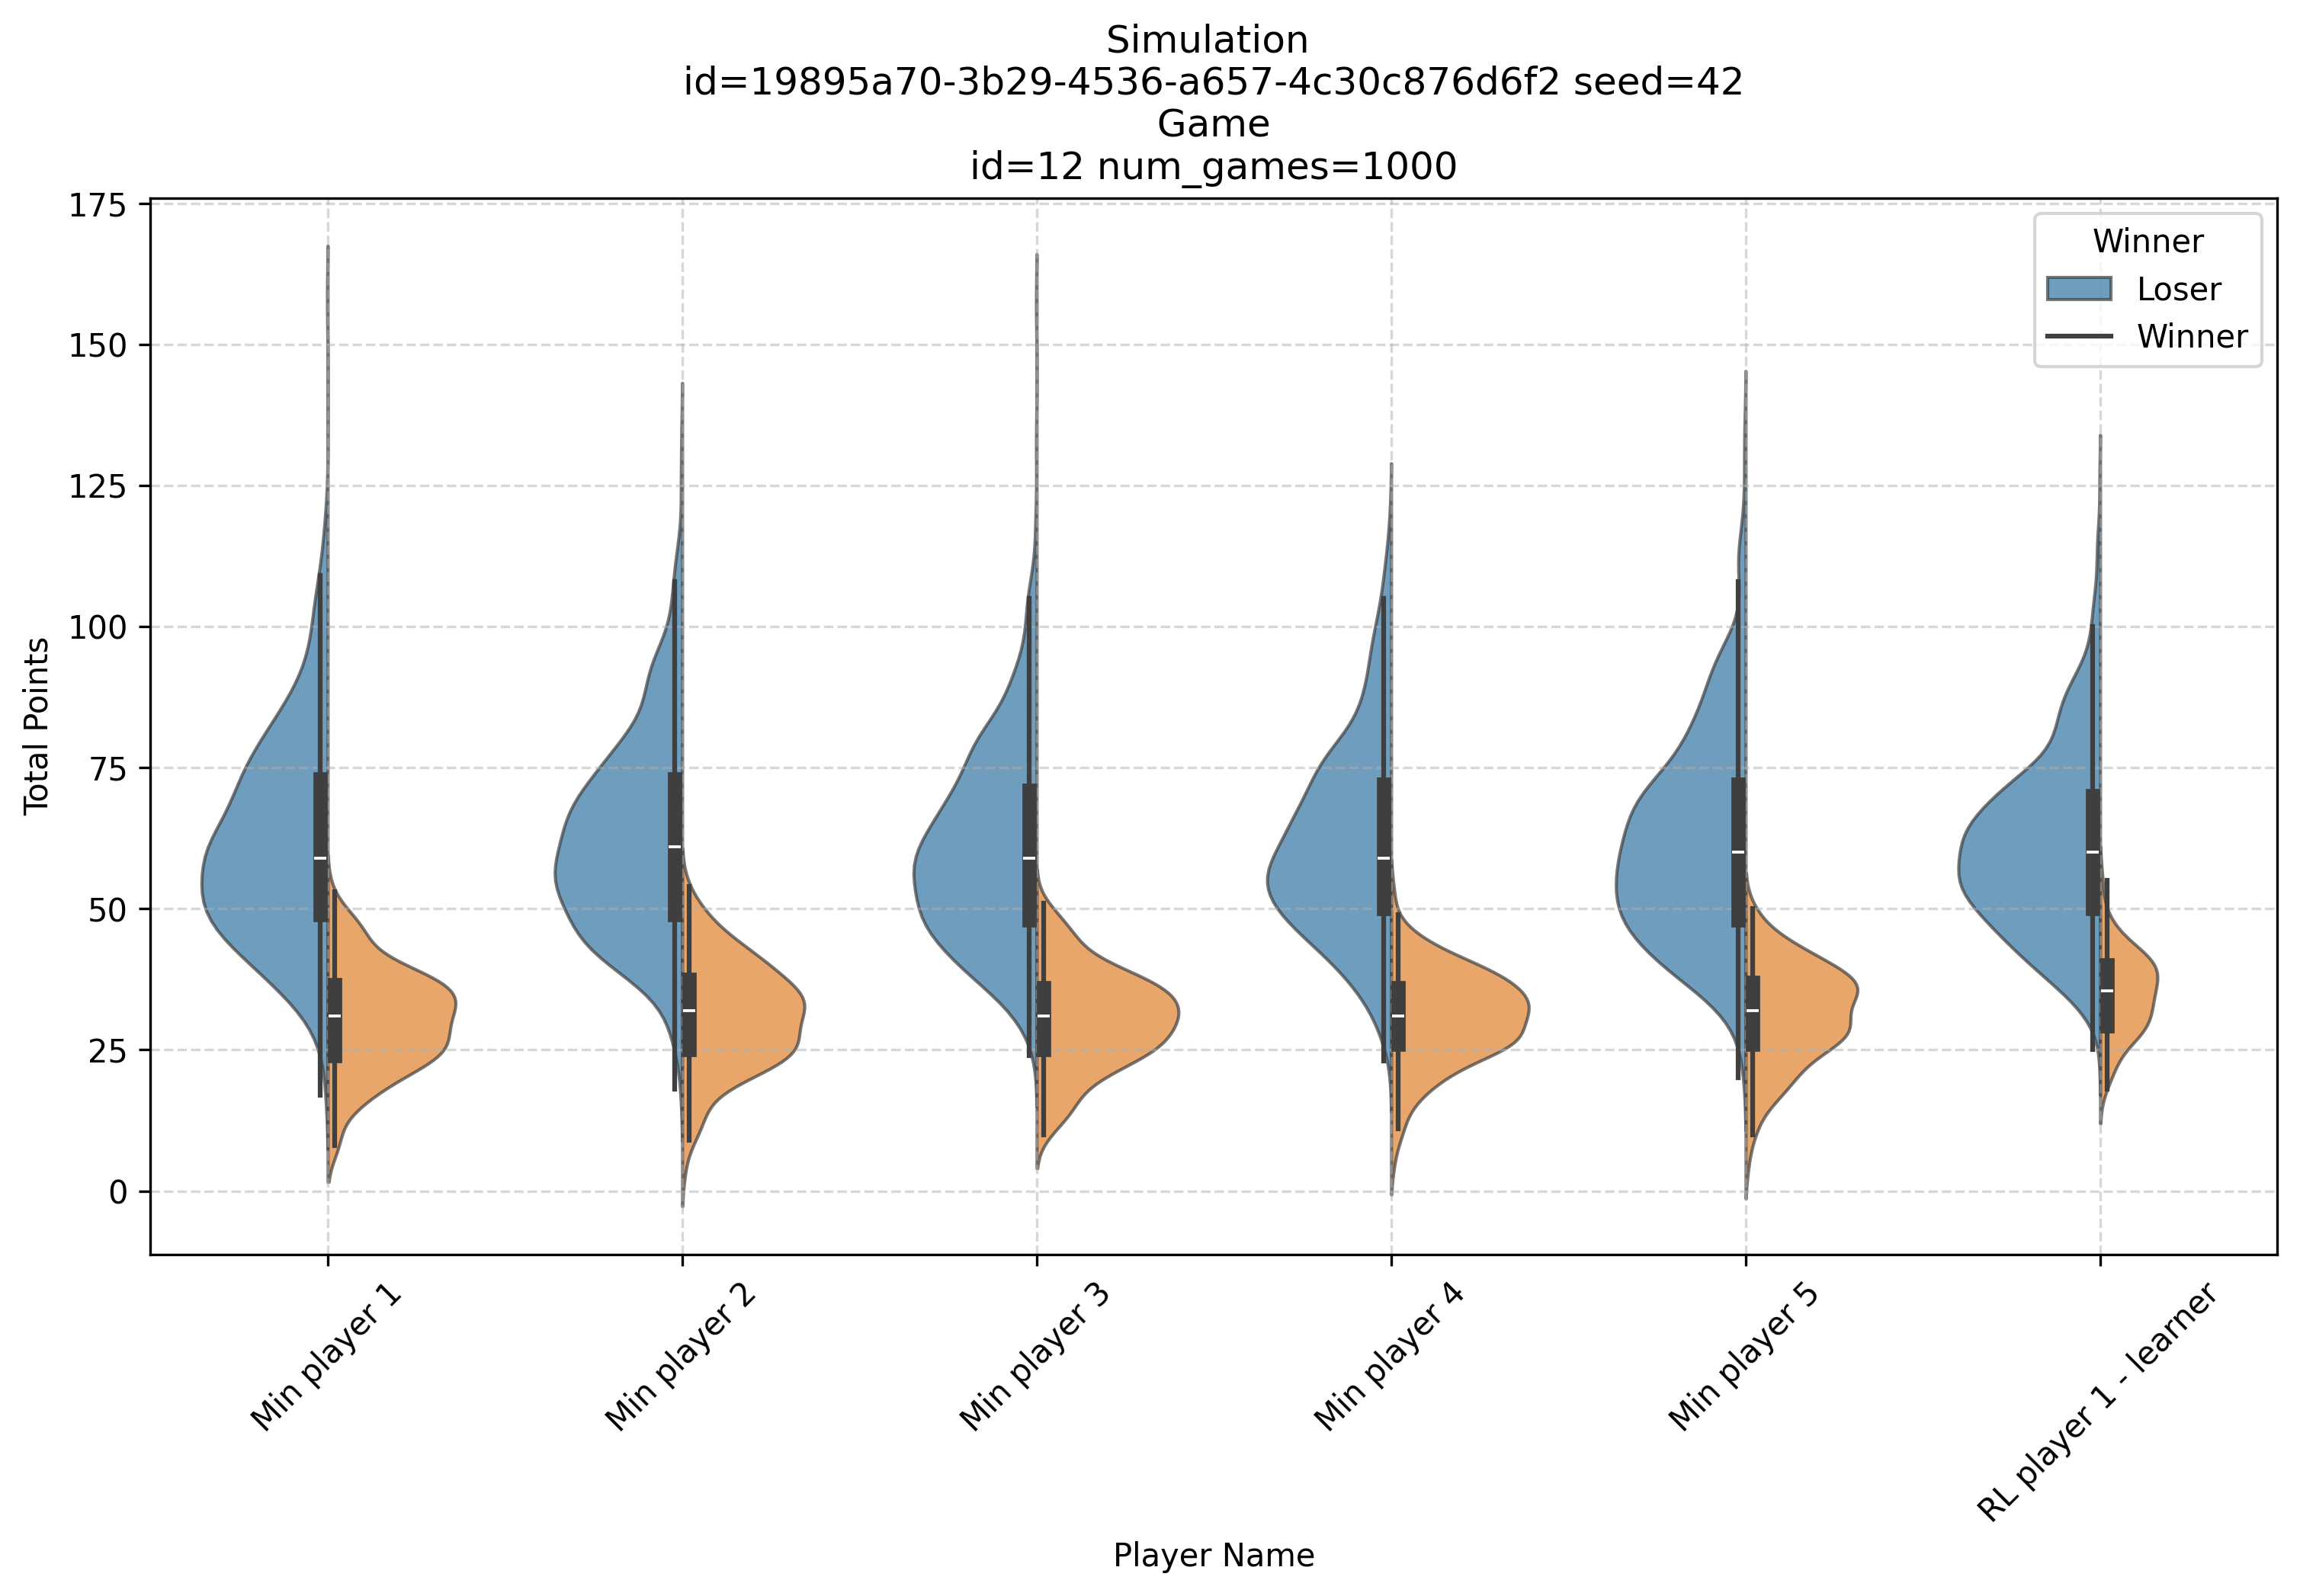 Simulation
id=19895a70-3b29-4536-a657-4c30c876d6f2 seed=42
Game
id=12 num_games=1000
175
150
125
100
75
50
25
0
Total Points
Winner
Loser
Winner
Min player 1
Min player 2
Min player 3
Min player 4
Min player 5
RL player 1 - learner
Player Name